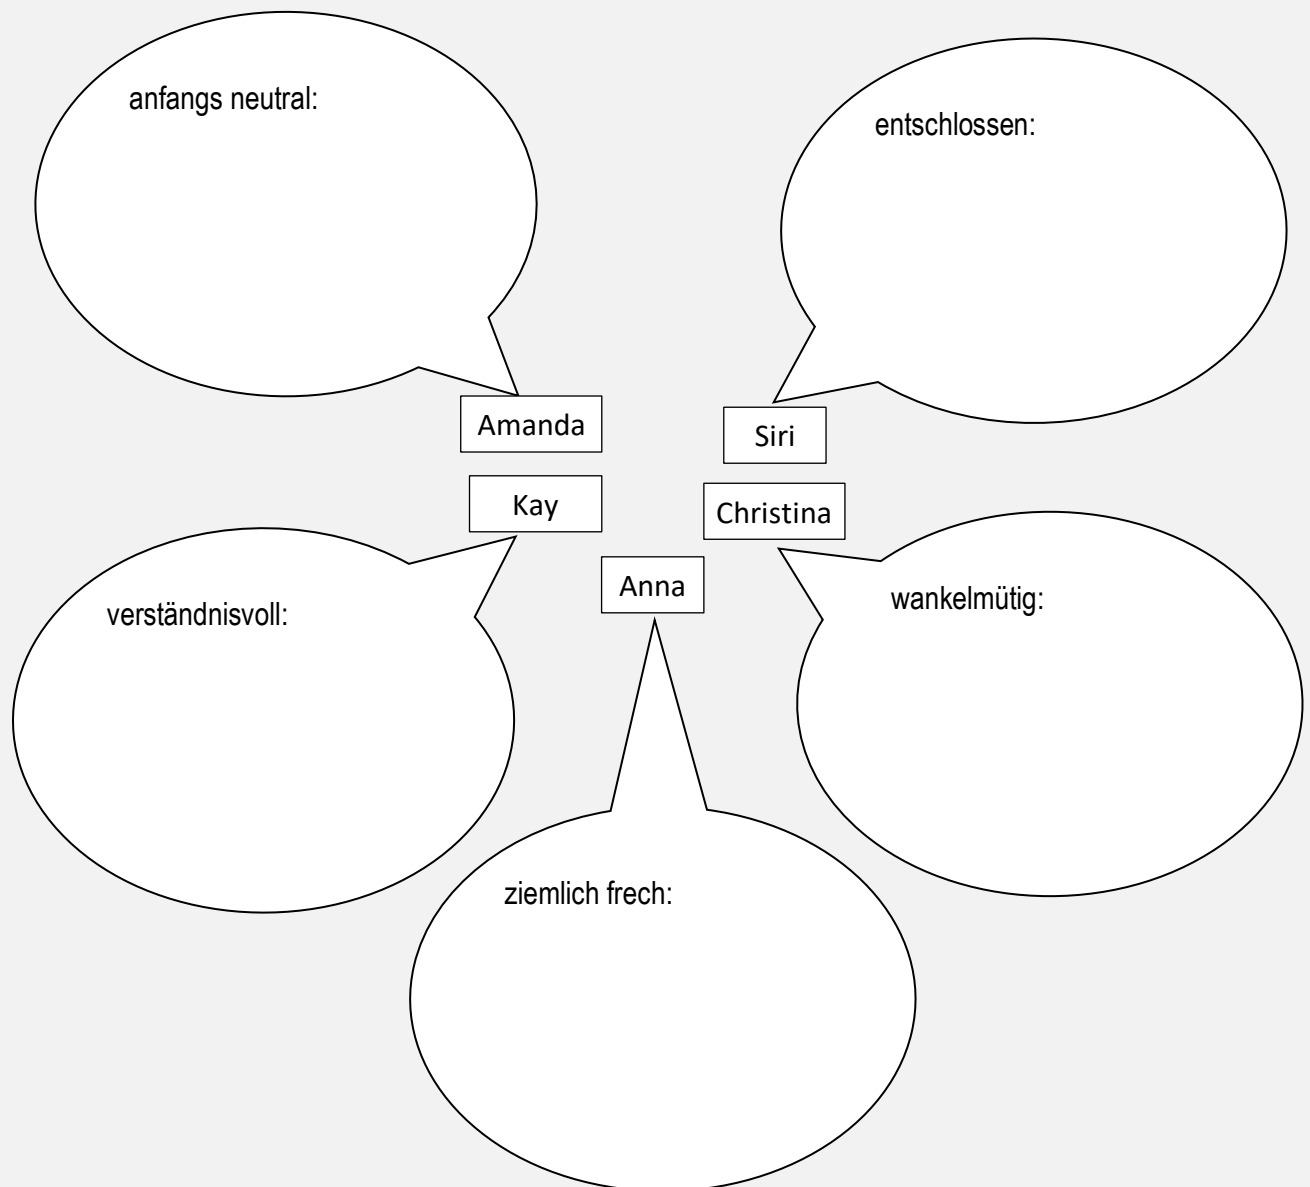 anfangs neutral:
entschlossen:
Amanda
Siri
Kay
Christina
Anna
verständnisvoll:
wankelmütig:
ziemlich frech: